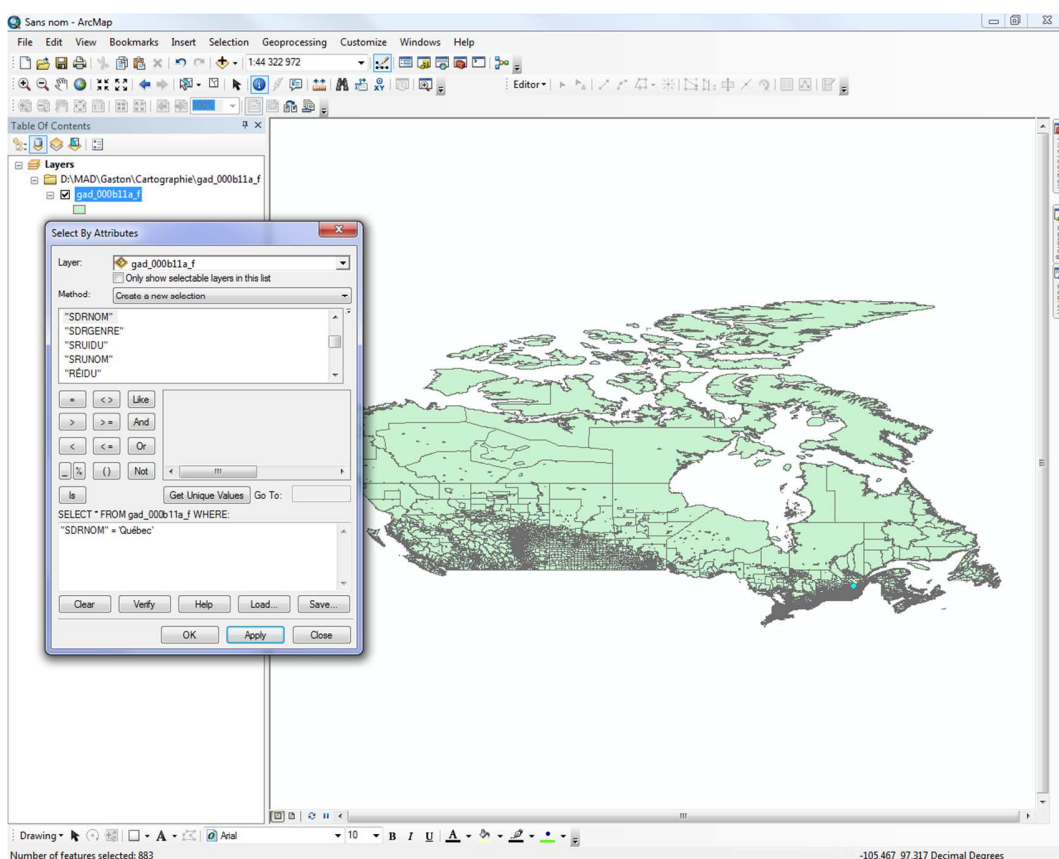 Sans nom - ArcMap
File Edit View Bookmarks Insert Selection Geoprocessing Customize Windows Help
1:44 322 972
Editor
100%
Table Of Contents
Layers
D:\MAD\Gaston\Cartographie\gad_000b11a_f
gad_000b11a_f
Select By Attributes
Layer: gad_000b11a_f
Only show selectable layers in this list
Method: Create a new selection
"SDRNOM"
"SDRGENRE"
"SRUIDU"
"SRUNOM"
"RÉIDU"
= <> Like
> >= And
< <= Or
_ % () Not
Is Get Unique Values Go To:
SELECT * FROM gad_000b11a_f WHERE:
"SDRNOM" = 'Québec'
Clear Verify Help Load... Save...
OK Apply Close
Drawing A Arial 10 B I U A
Number of features selected: 883
-105.467 97.317 Decimal Degrees